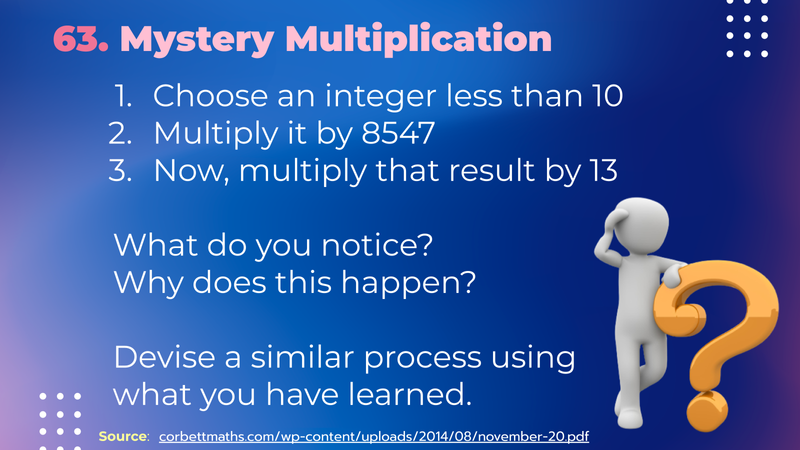 63. Mystery Multiplication
1. Choose an integer less than 10
2. Multiply it by 8547
3. Now, multiply that result by 13
What do you notice?
Why does this happen?
Devise a similar process using
what you have learned.
Source: corbettmaths.com/wp-content/uploads/2014/08/november-20.pdf